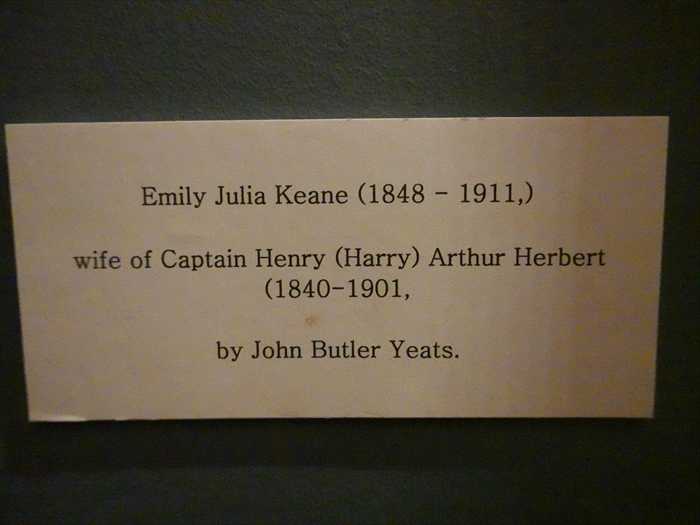 Emily Julia Keane (1848 - 1911,)
wife of Captain Henry (Harry) Arthur Herbert
(1840-1901,
by John Butler Yeats.